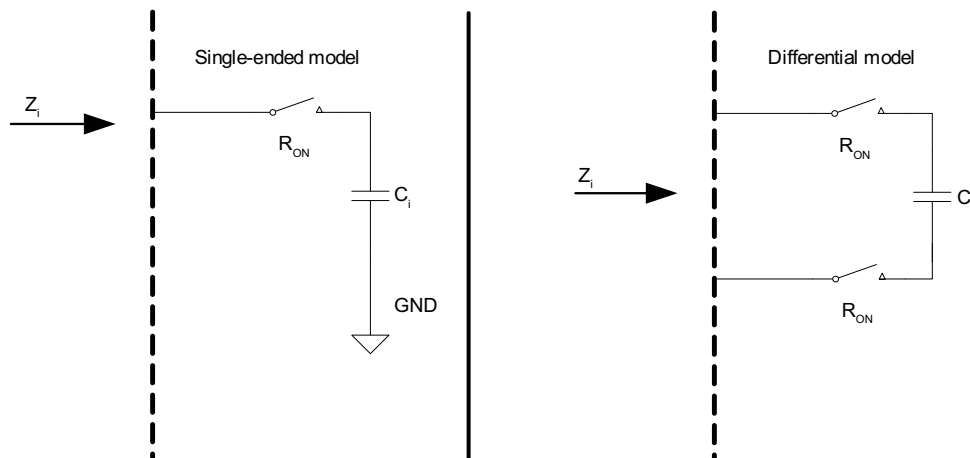 Single-ended model
Z_i
R_ON
C_i
GND
Differential model
Z_i
R_ON
C
R_ON